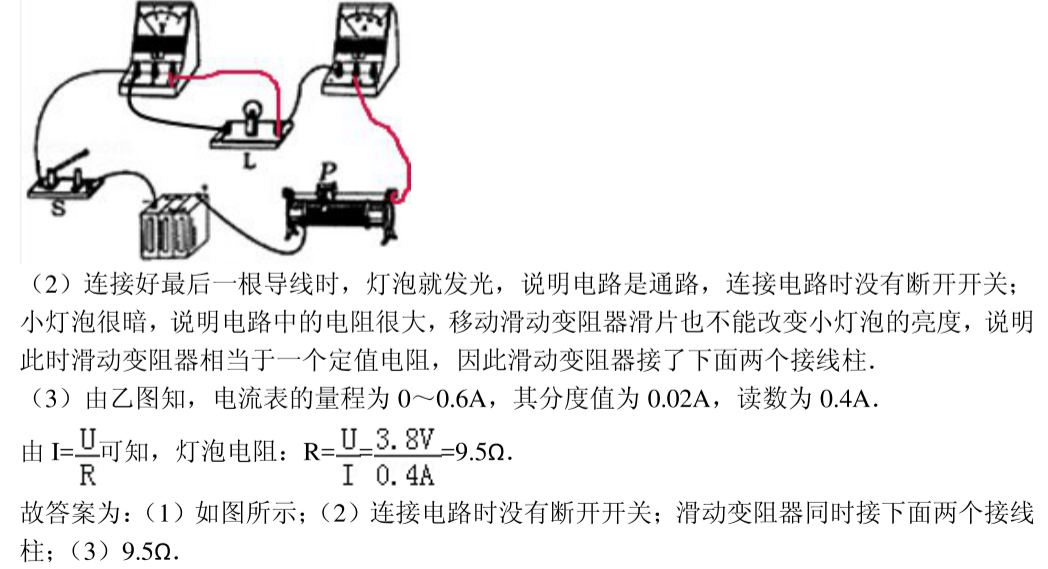 V
A
L
P
S
（2）连接好最后一根导线时，灯泡就发光，说明电路是通路，连接电路时没有断开开关；
小灯泡很暗，说明电路中的电阻很大，移动滑动变阻器滑片也不能改变小灯泡的亮度，说明
此时滑动变阻器相当于一个定值电阻，因此滑动变阻器接了下面两个接线柱．
（3）由乙图知，电流表的量程为 0～0.6A，其分度值为 0.02A，读数为 0.4A．
由 I=U/R可知，灯泡电阻：R=U/I=3.8V/0.4A=9.5Ω．
故答案为：（1）如图所示；（2）连接电路时没有断开开关；滑动变阻器同时接下面两个接线
柱；（3）9.5Ω．